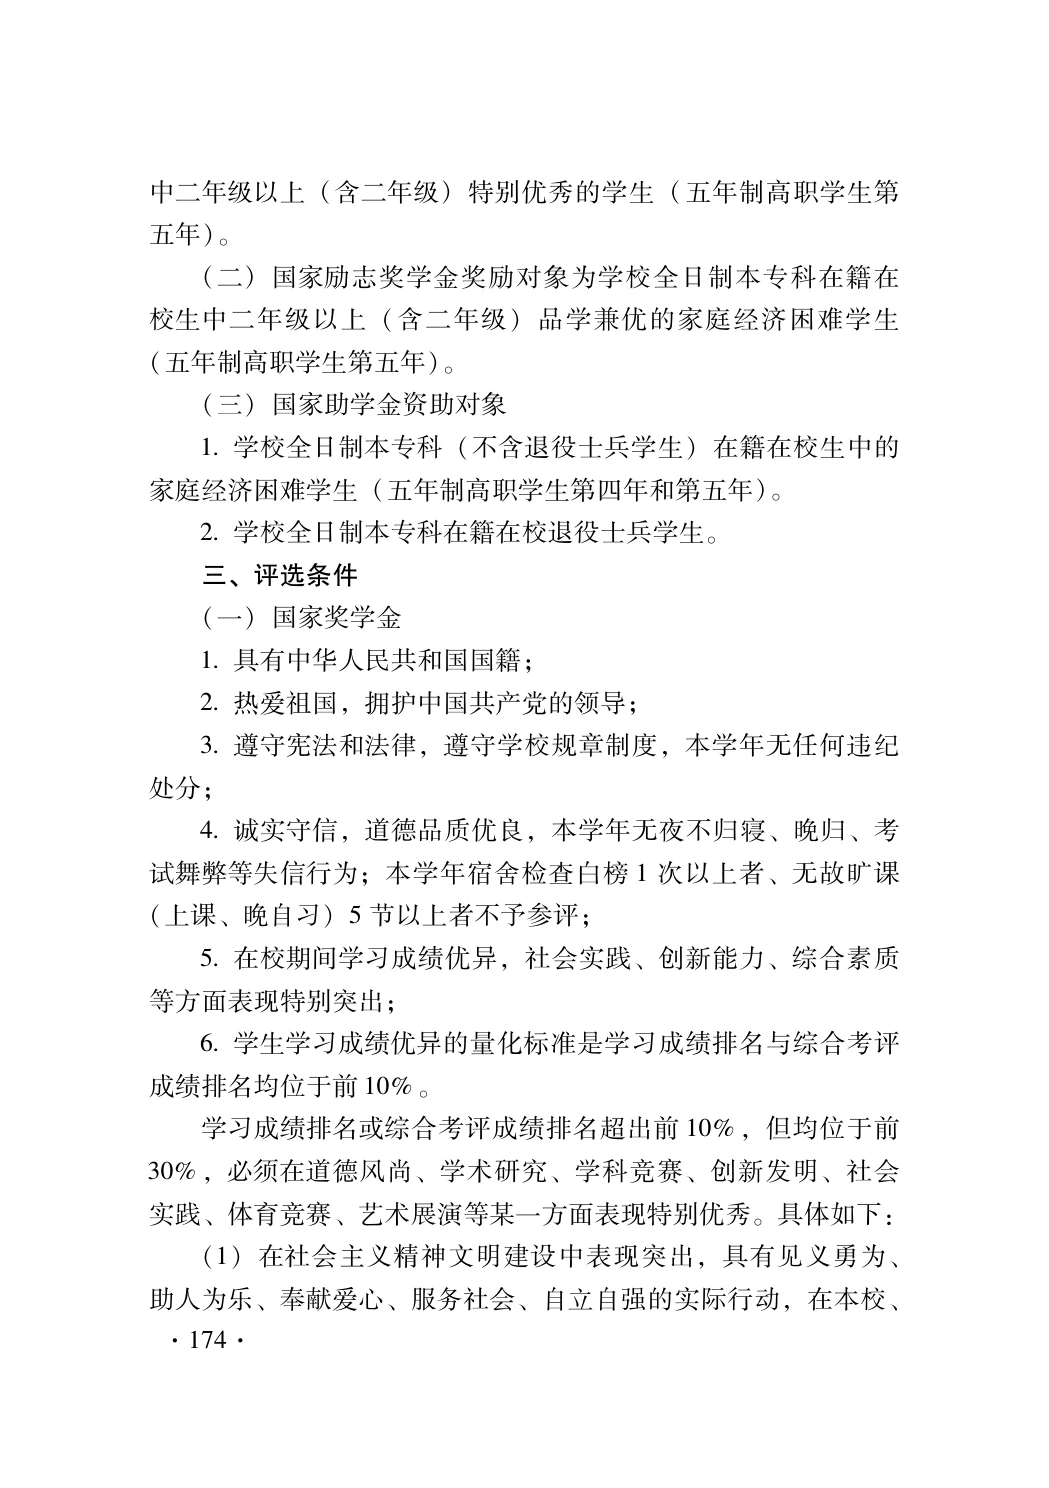 中二年级以上（含二年级）特别优秀的学生（五年制高职学生第
五年）。
（二）国家励志奖学金奖励对象为学校全日制本专科在籍在
校生中二年级以上（含二年级）品学兼优的家庭经济困难学生
（五年制高职学生第五年）。
（三）国家助学金资助对象
1. 学校全日制本专科（不含退役士兵学生）在籍在校生中的
家庭经济困难学生（五年制高职学生第四年和第五年）。
2. 学校全日制本专科在籍在校退役士兵学生。
三、评选条件
（一）国家奖学金
1. 具有中华人民共和国国籍；
2. 热爱祖国，拥护中国共产党的领导；
3. 遵守宪法和法律，遵守学校规章制度，本学年无任何违纪
处分；
4. 诚实守信，道德品质优良，本学年无夜不归寝、晚归、考
试舞弊等失信行为；本学年宿舍检查白榜 1 次以上者、无故旷课
（上课、晚自习）5 节以上者不予参评；
5. 在校期间学习成绩优异，社会实践、创新能力、综合素质
等方面表现特别突出；
6. 学生学习成绩优异的量化标准是学习成绩排名与综合考评
成绩排名均位于前 10%。
学习成绩排名或综合考评成绩排名超出前 10%，但均位于前
30%，必须在道德风尚、学术研究、学科竞赛、创新发明、社会
实践、体育竞赛、艺术展演等某一方面表现特别优秀。具体如下：
（1）在社会主义精神文明建设中表现突出，具有见义勇为、
助人为乐、奉献爱心、服务社会、自立自强的实际行动，在本校、
·174·